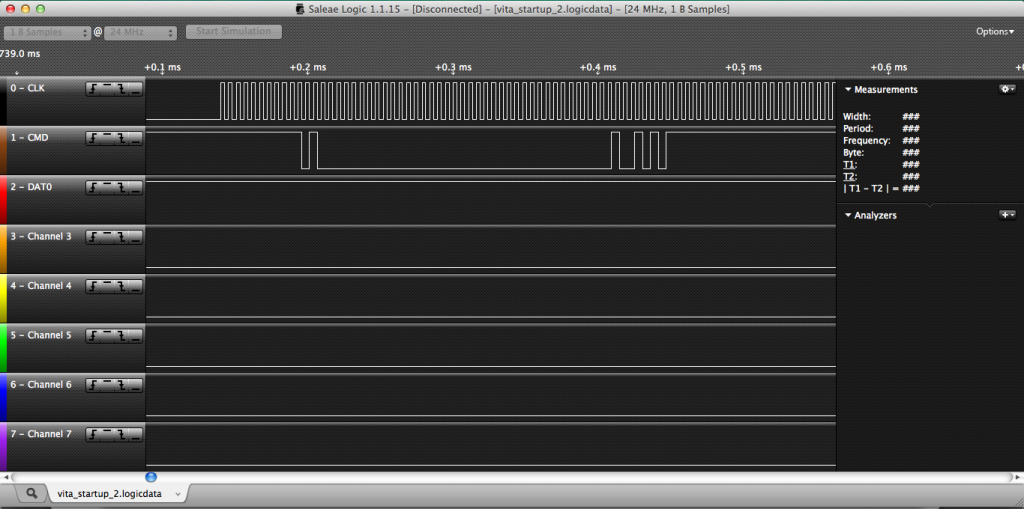 Saleae Logic 1.1.15 – [Disconnected] – [vita_startup_2.logicdata] – [24 MHz, 1 B Samples]
1 B Samples @ 24 MHz Start Simulation Options▾
739.0 ms
+0.1 ms +0.2 ms +0.3 ms +0.4 ms +0.5 ms +0.6 ms
0 – CLK
1 – CMD
2 – DAT0
3 – Channel 3
4 – Channel 4
5 – Channel 5
6 – Channel 6
7 – Channel 7
Measurements
Width: ###
Period: ###
Frequency: ###
Byte: ###
T1: ###
T2: ###
| T1 – T2 | = ###
Analyzers
vita_startup_2.logicdata